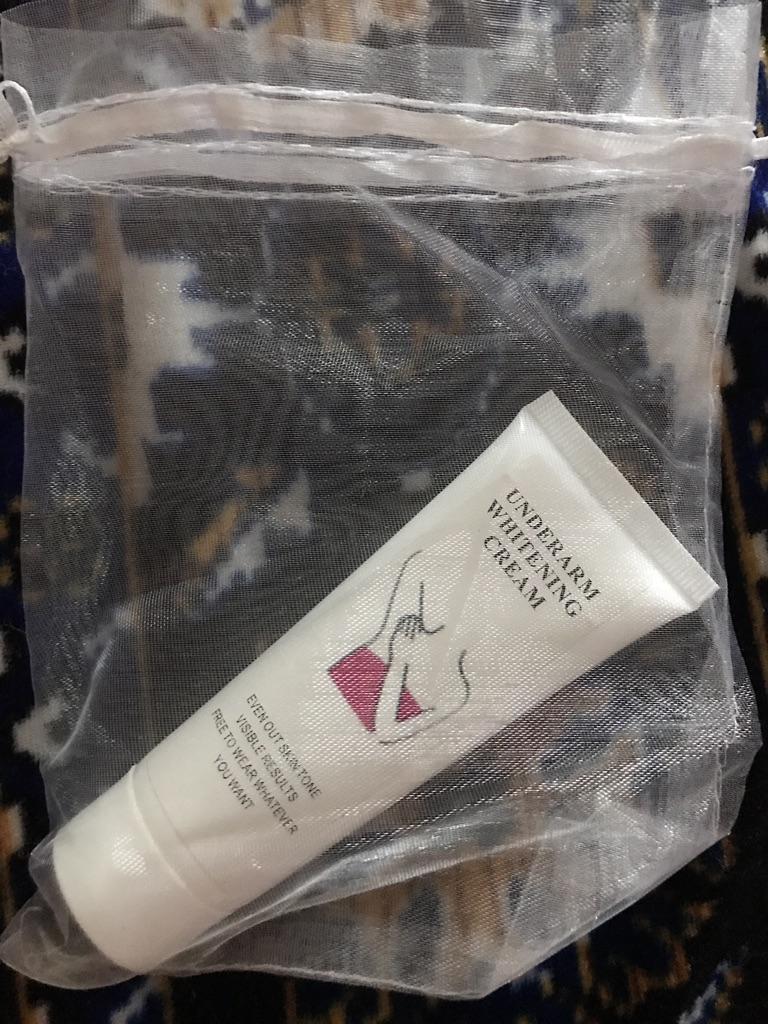 UNDERARM
WHITENING
CREAM
EVEN OUT SKIN TONE
VISIBLE RESULTS
FREE TO WEAR WHATEVER
YOU WANT